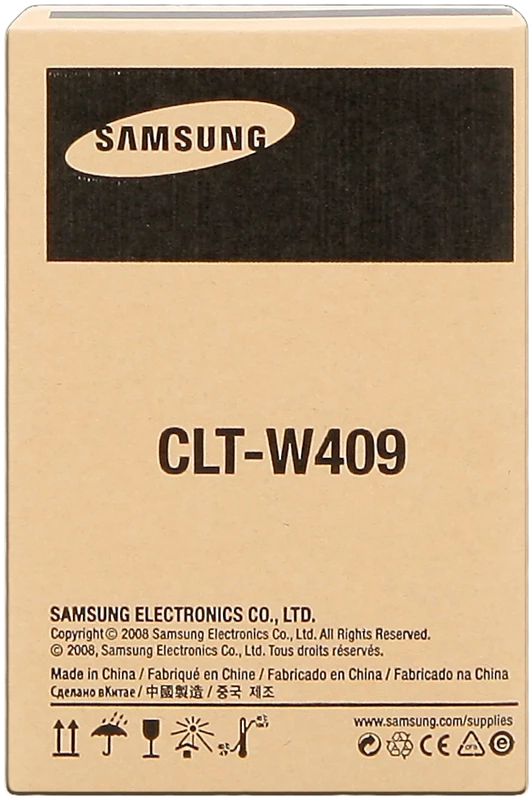 SAMSUNG
CLT-W409
SAMSUNG ELECTRONICS CO., LTD.
Copyright© 2008 Samsung Electronics Co., Ltd. All Rights Reserved.
© 2008, Samsung Electronics Co., Ltd. Tous droits résérvés.
Made in China / Fabriqué en Chine / Fabricado en China / Fabricado na China
Сделано вКитае / 中國製造 / 중국 제조
www.samsung.com/supplies
CE